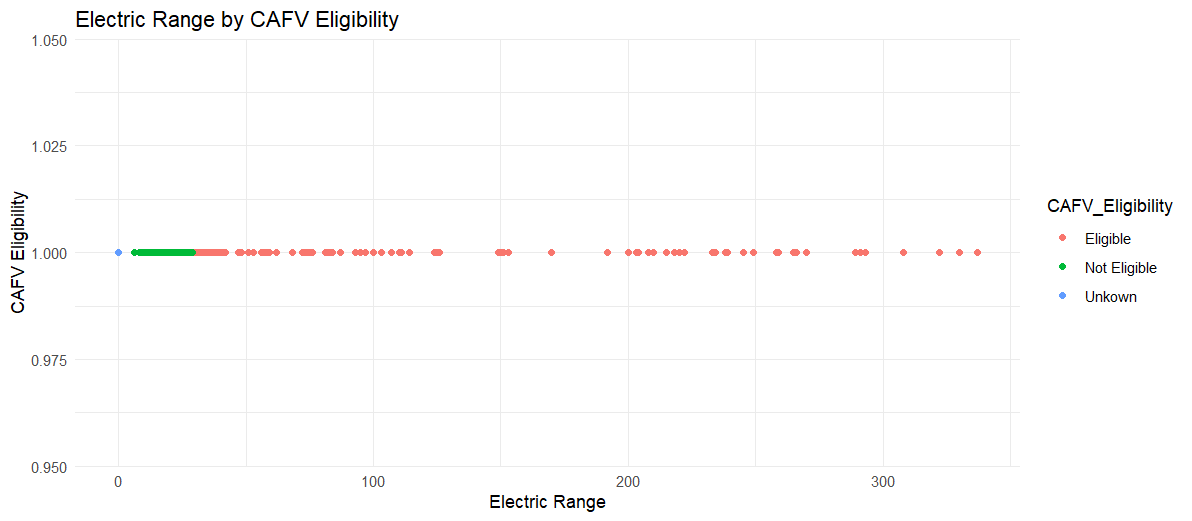 Electric Range by CAFV Eligibility
1.050
1.025
1.000
0.975
0.950
CAFV Eligibility
0
100
200
300
Electric Range
CAFV_Eligibility
Eligible
Not Eligible
Unkown